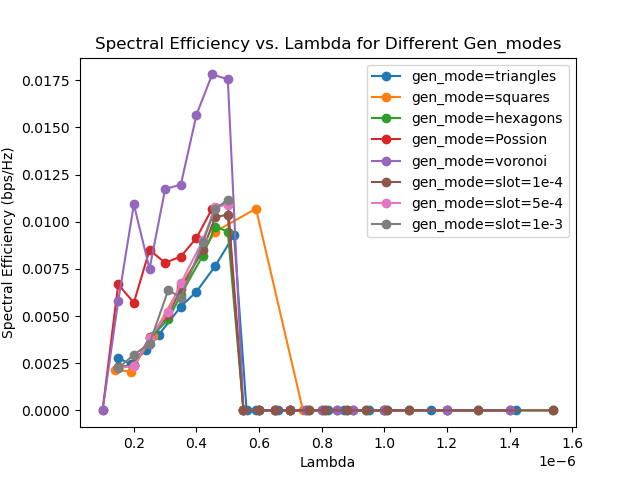 Spectral Efficiency vs. Lambda for Different Gen_modes
Spectral Efficiency (bps/Hz)
0.0175
0.0150
0.0125
0.0100
0.0075
0.0050
0.0025
0.0000
gen_mode=triangles
gen_mode=squares
gen_mode=hexagons
gen_mode=Possion
gen_mode=voronoi
gen_mode=slot=1e-4
gen_mode=slot=5e-4
gen_mode=slot=1e-3
0.2 0.4 0.6 0.8 1.0 1.2 1.4 1.6
1e−6
Lambda